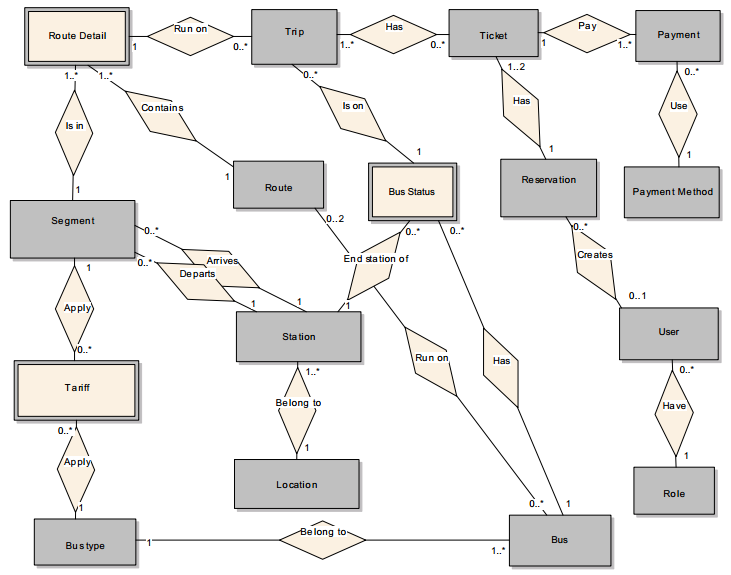 Route Detail
1
Run on
0..*
Trip
1..*
Has
0..*
Ticket
1
Pay
1..*
Payment
1..*
1..*
0..*
1..2
0..*
Is in
Contains
Is on
Has
Use
1
1
1
1
1
Route
Bus Status
Reservation
Payment Method
Segment
0..*
0..*
0..2
0..*
0..*
0..*
Arrives
Departs
End station of
Creates
1
1
1
1
0..1
Apply
Station
User
0..*
1..*
Run on
Has
0..*
Tariff
Belong to
Have
0..*
1
1
Apply
Location
Role
1
0..*
1
Bus type
1
Belong to
1..*
Bus